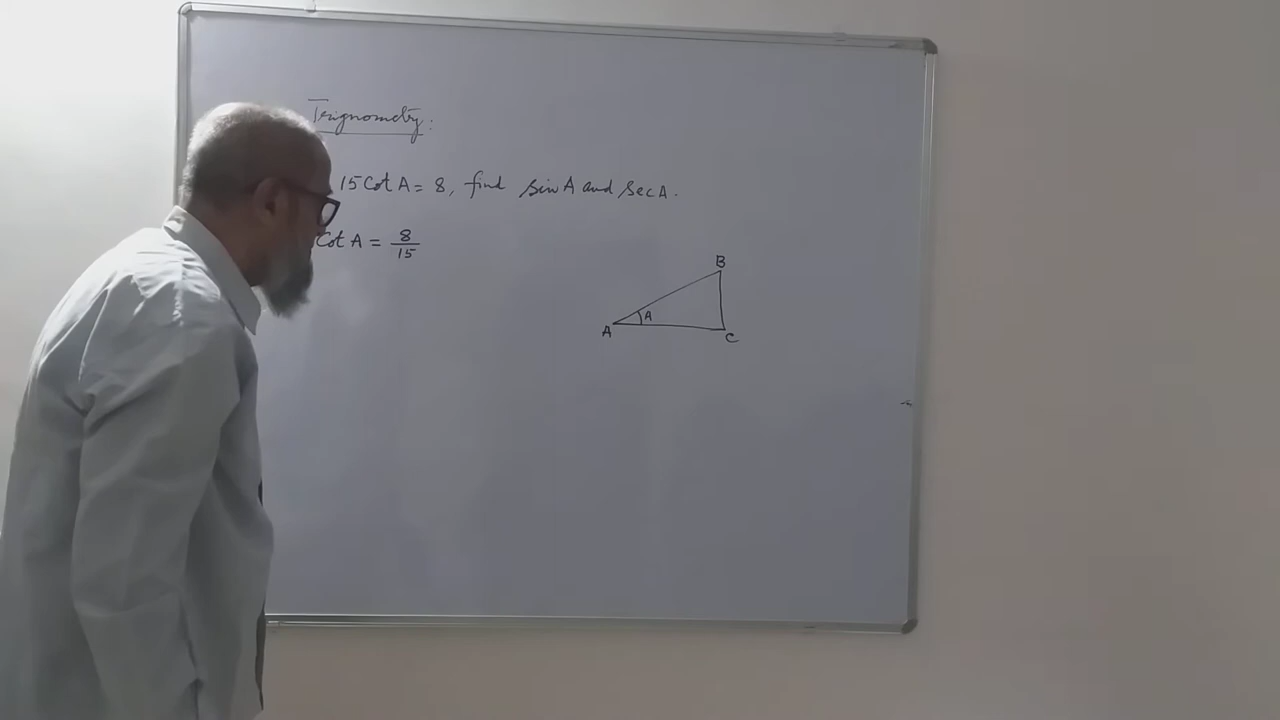 Trignometry:
15 Cot A = 8, find sin A and sec A.
Cot A = 8/15
B
A
A
C